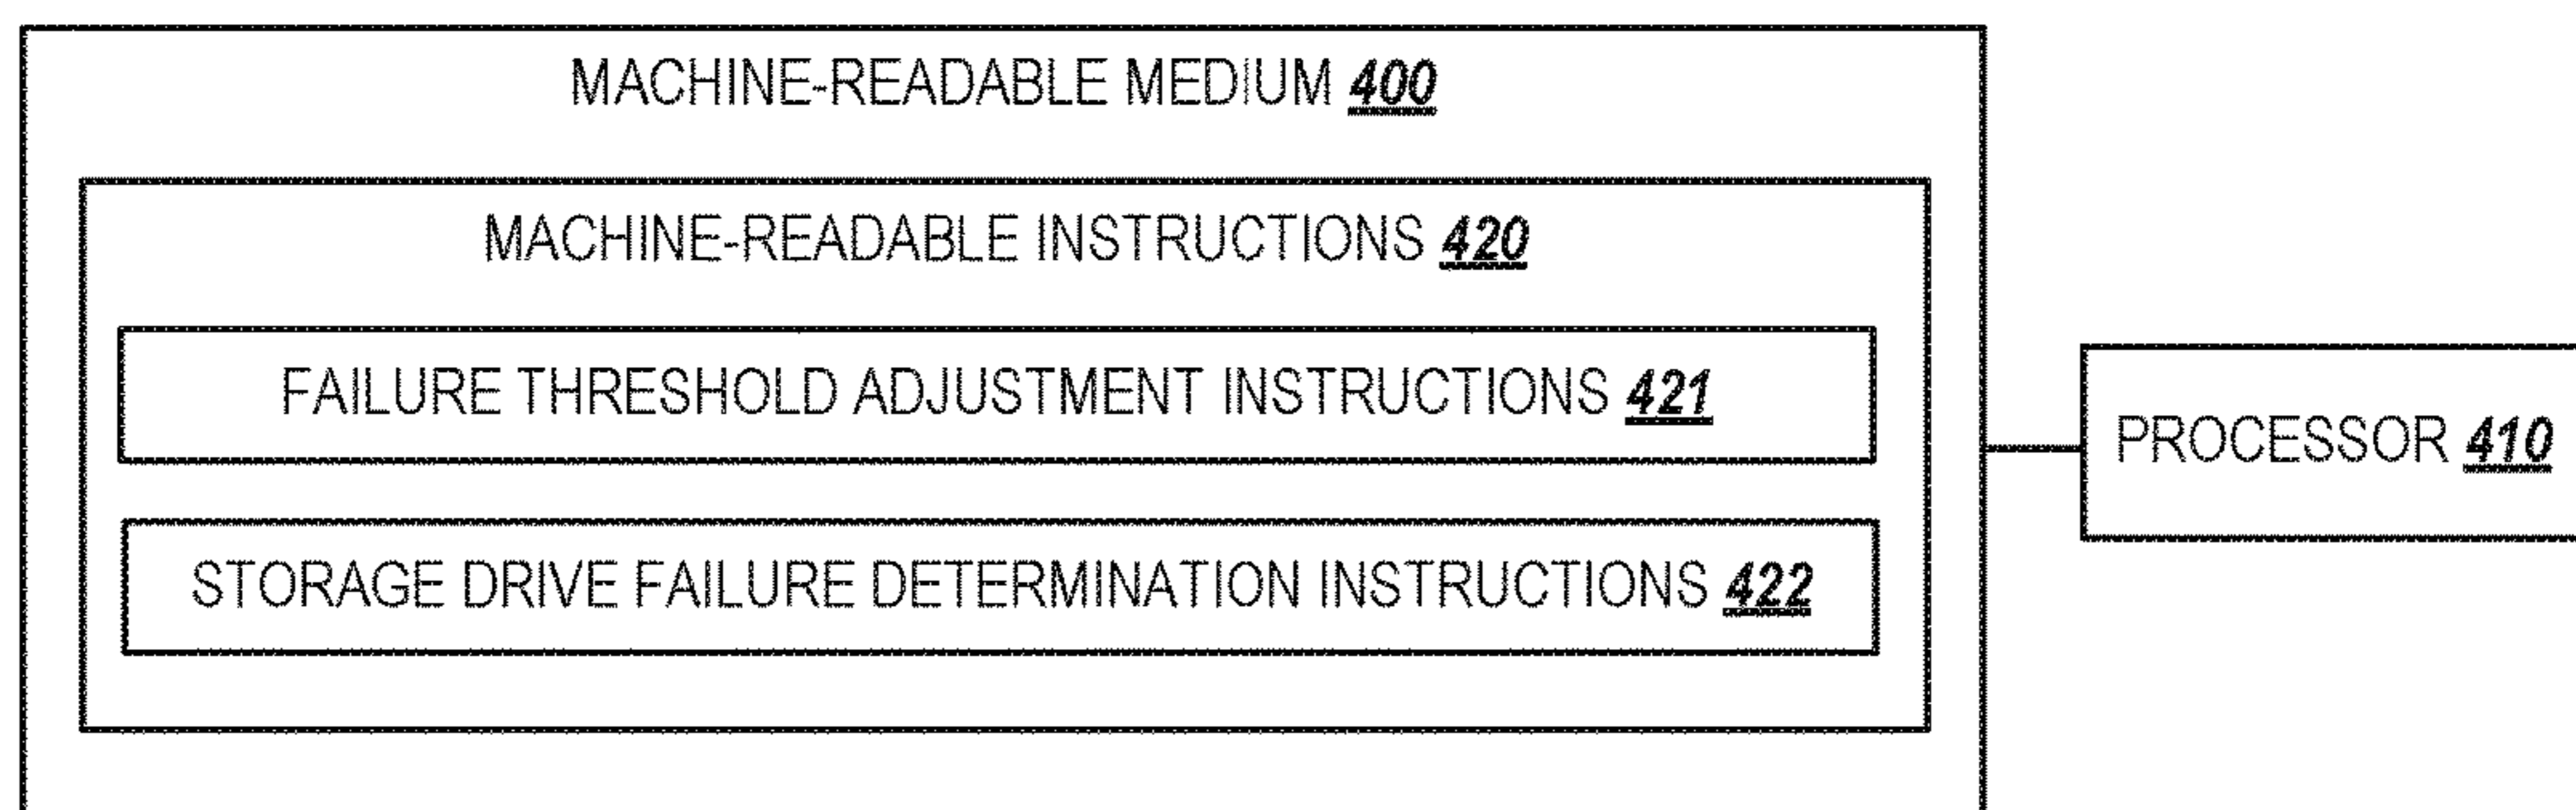 MACHINE-READABLE MEDIUM 400
MACHINE-READABLE INSTRUCTIONS 420
FAILURE THRESHOLD ADJUSTMENT INSTRUCTIONS 421
STORAGE DRIVE FAILURE DETERMINATION INSTRUCTIONS 422
PROCESSOR 410